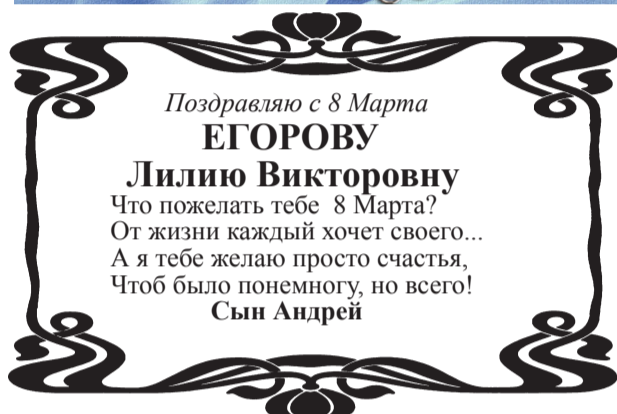 Поздравляю с 8 Марта
ЕГОРОВУ
Лилию Викторовну
Что пожелать тебе 8 Марта?
От жизни каждый хочет своего...
А я тебе желаю просто счастья,
Чтоб было понемногу, но всего!
Сын Андрей